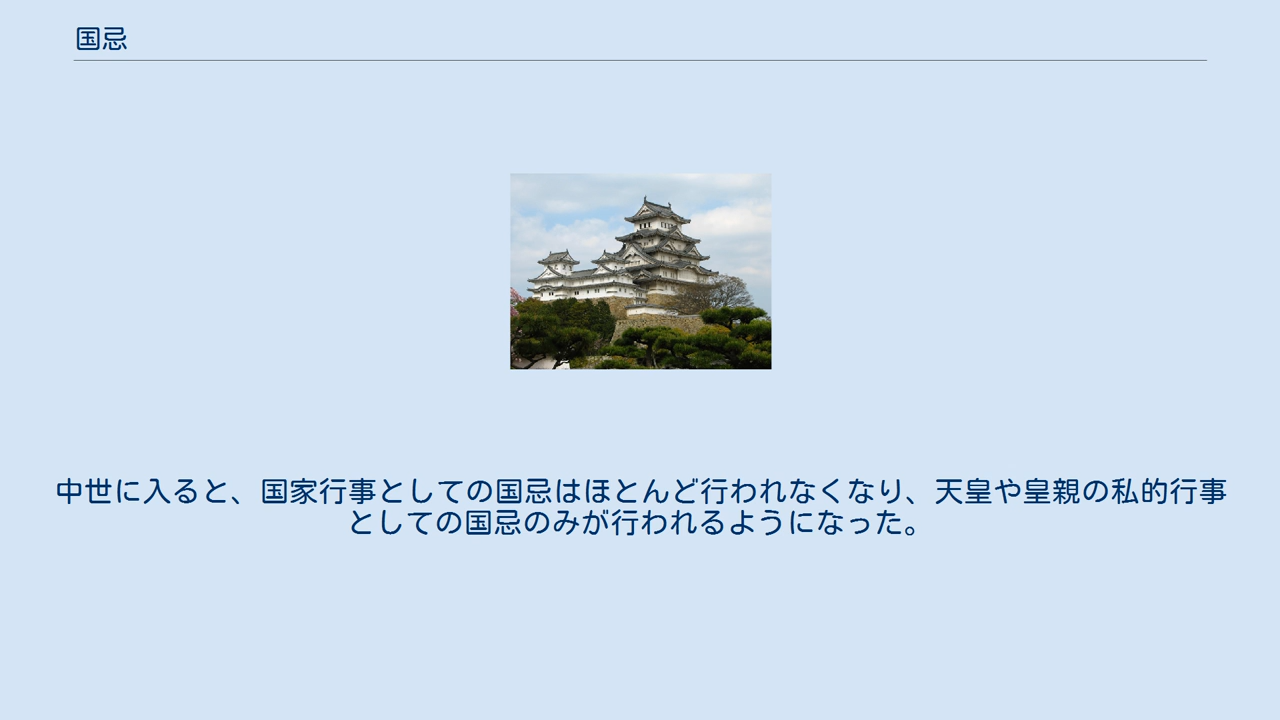 国忌
中世に入ると、国家行事としての国忌はほとんど行われなくなり、天皇や皇親の私的行事
としての国忌のみが行われるようになった。